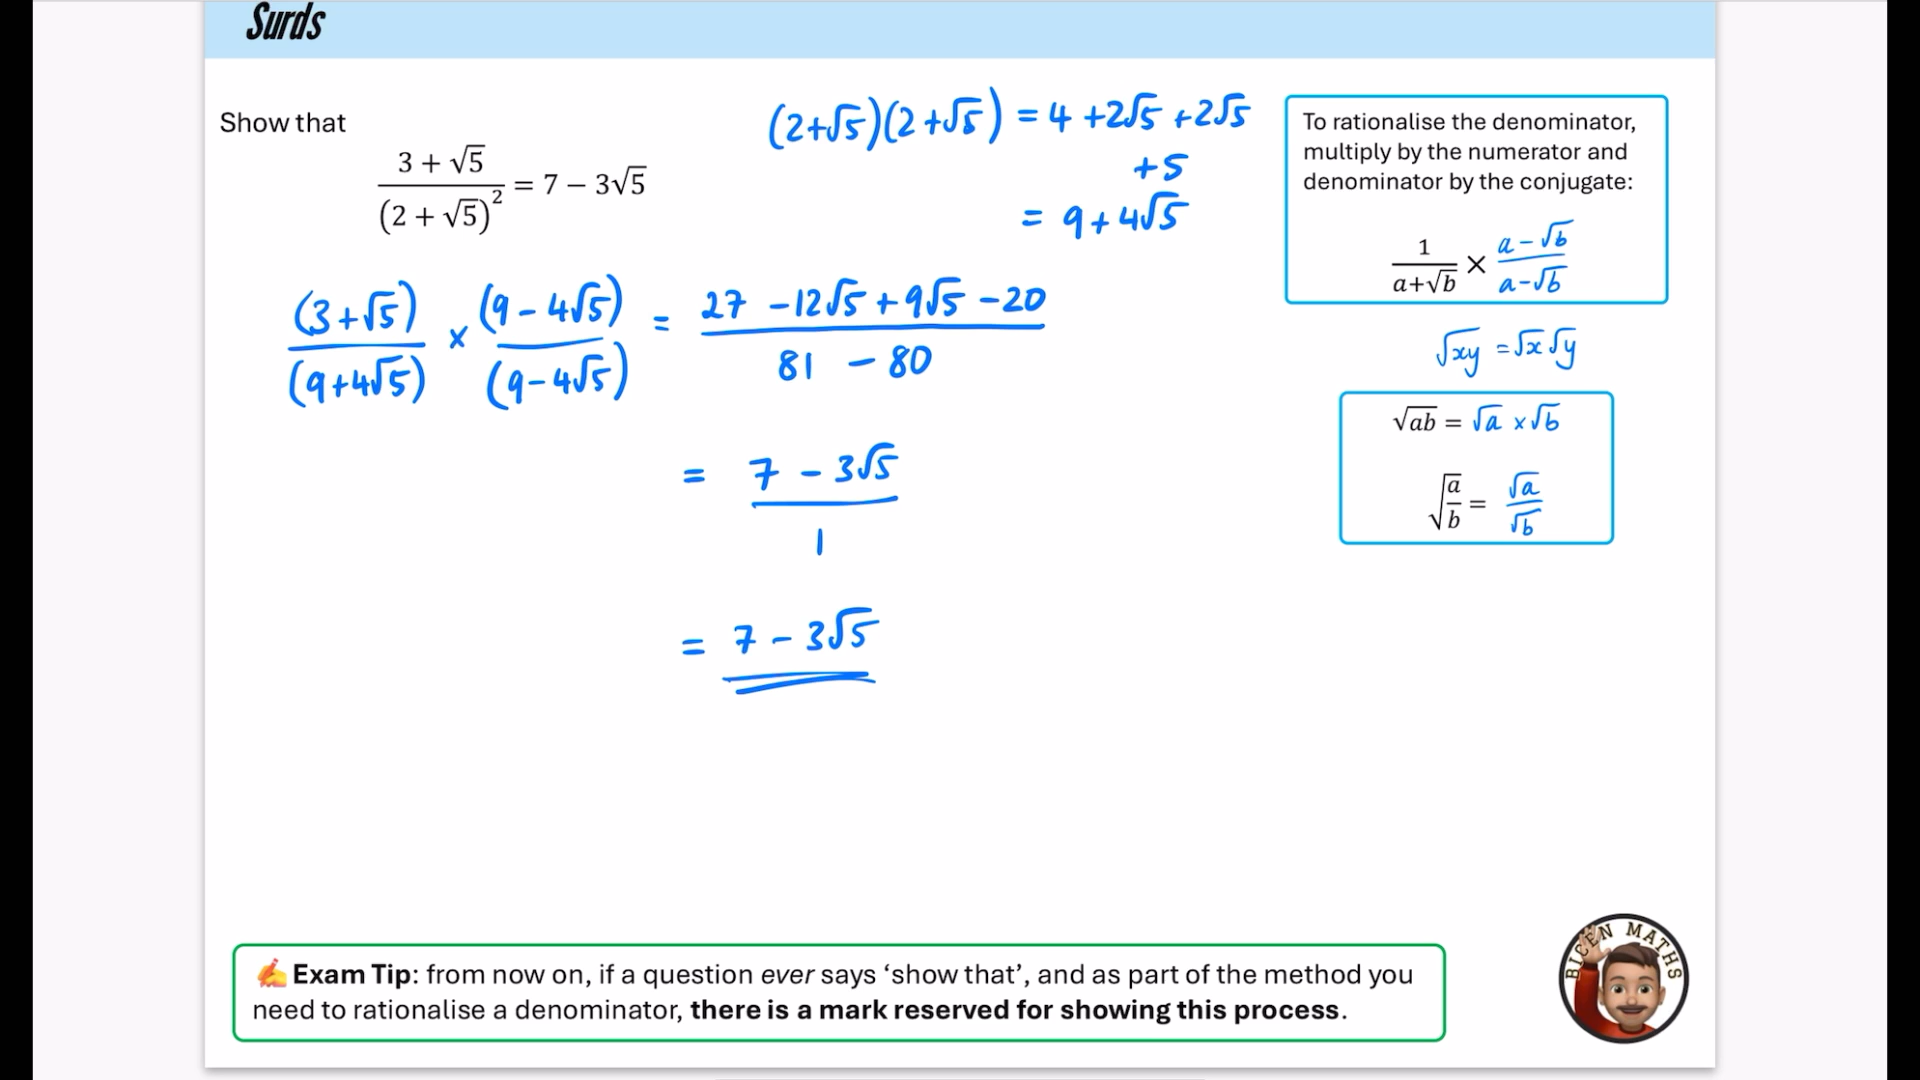 Surds
Show that
3 + √5 / (2 + √5)² = 7 − 3√5
(2+√5)(2+√5) = 4 +2√5 +2√5
+5
= 9 + 4√5
(3+√5) / (9+4√5) × (9 − 4√5) / (9−4√5) = 27 −12√5 + 9√5 −20 / 81 − 80
= 7 − 3√5 / 1
= 7 − 3√5
To rationalise the denominator,
multiply by the numerator and
denominator by the conjugate:
1 / a+√b × a−√b / a−√b
√xy = √x √y
√ab = √a ×√b
√a/b = √a / √b
✍️ Exam Tip: from now on, if a question ever says ‘show that’, and as part of the method you
need to rationalise a denominator, there is a mark reserved for showing this process.
BICEN MATHS